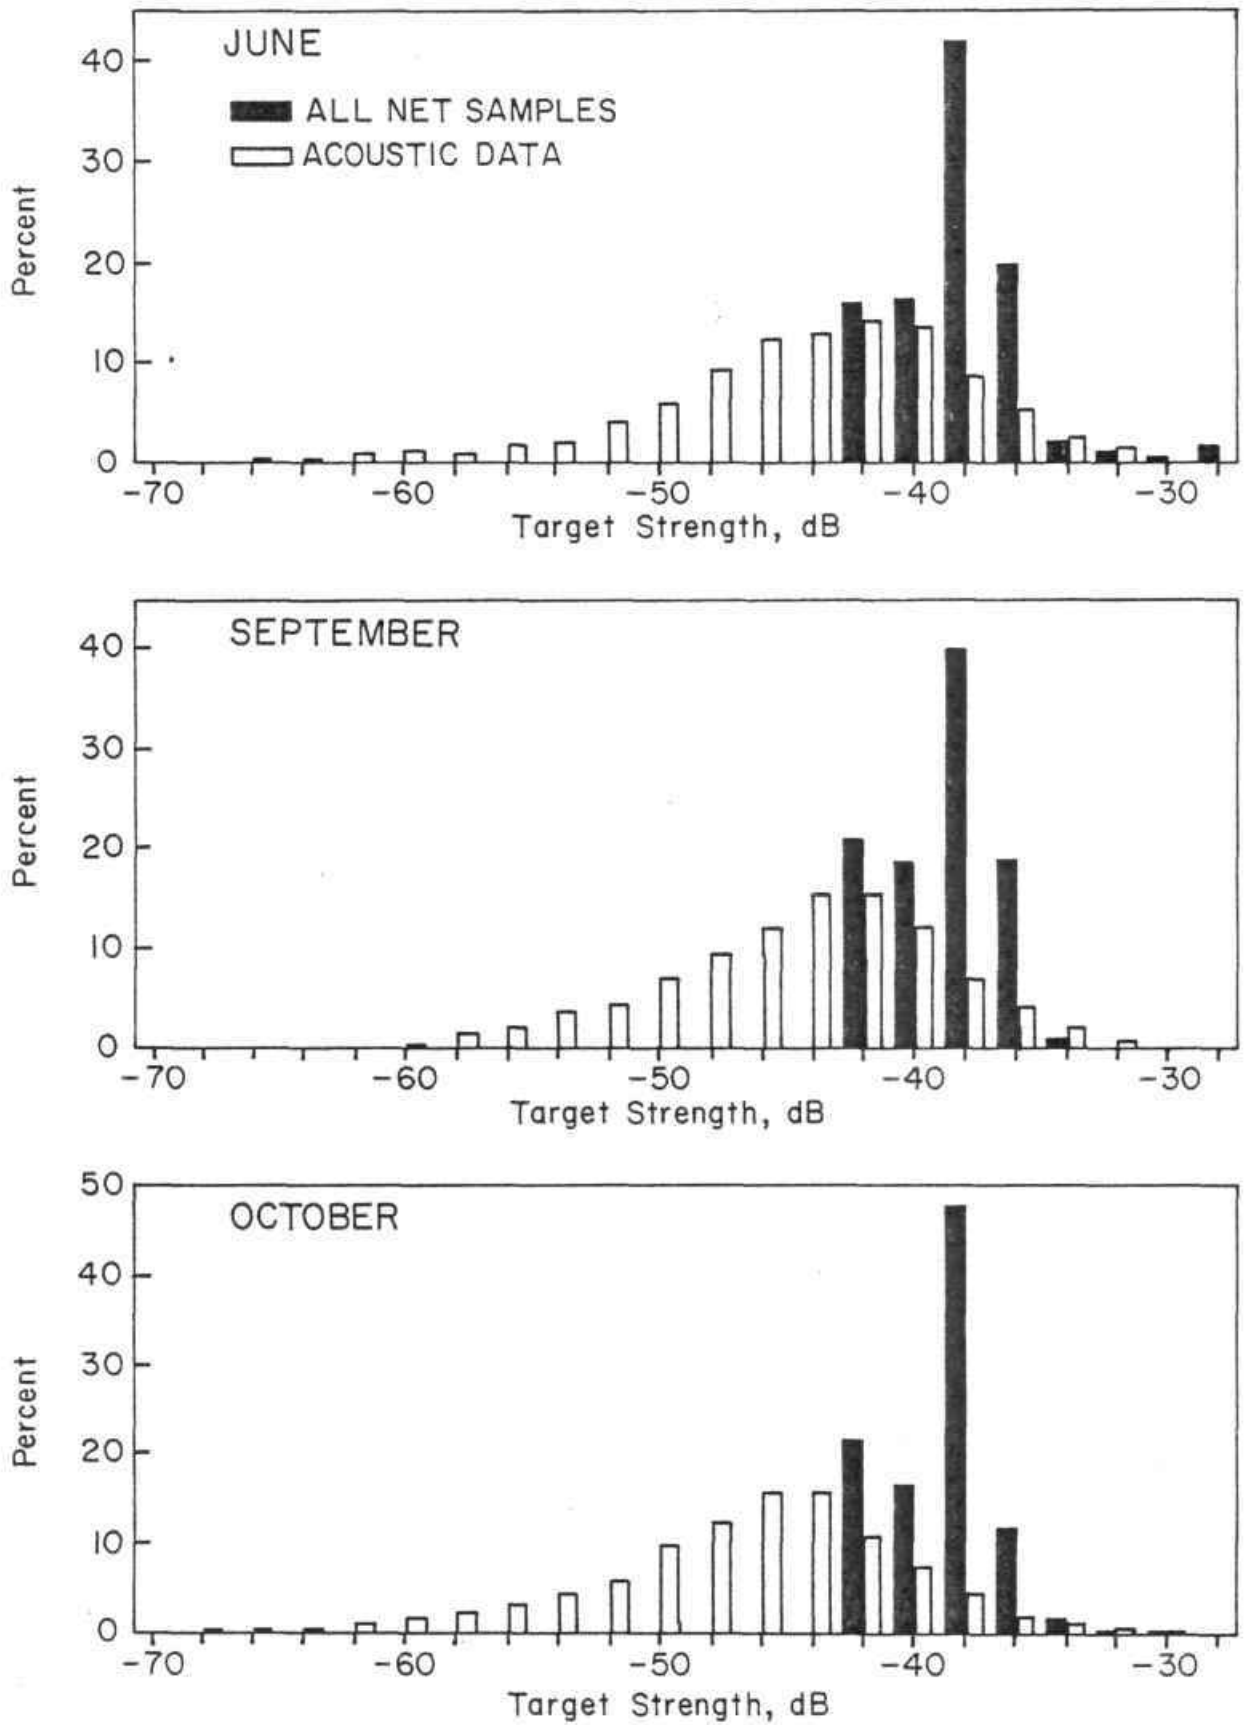 JUNE
ALL NET SAMPLES
ACOUSTIC DATA
Percent
40
30
20
10
0
-70 -60 -50 -40 -30
Target Strength, dB
SEPTEMBER
Percent
40
30
20
10
0
-70 -60 -50 -40 -30
Target Strength, dB
OCTOBER
Percent
50
40
30
20
10
0
-70 -60 -50 -40 -30
Target Strength, dB